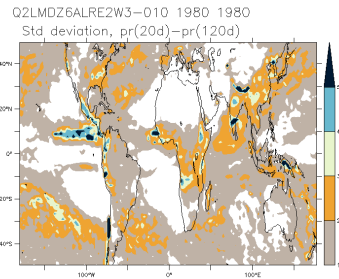 Q2LMDZ6ALRE2W3−010 1980 1980
Std deviation, pr(20d)−pr(120d)
40°N
20°N
0°
20°S
40°S
100°W
0°
100°E
5
4
3
2
1